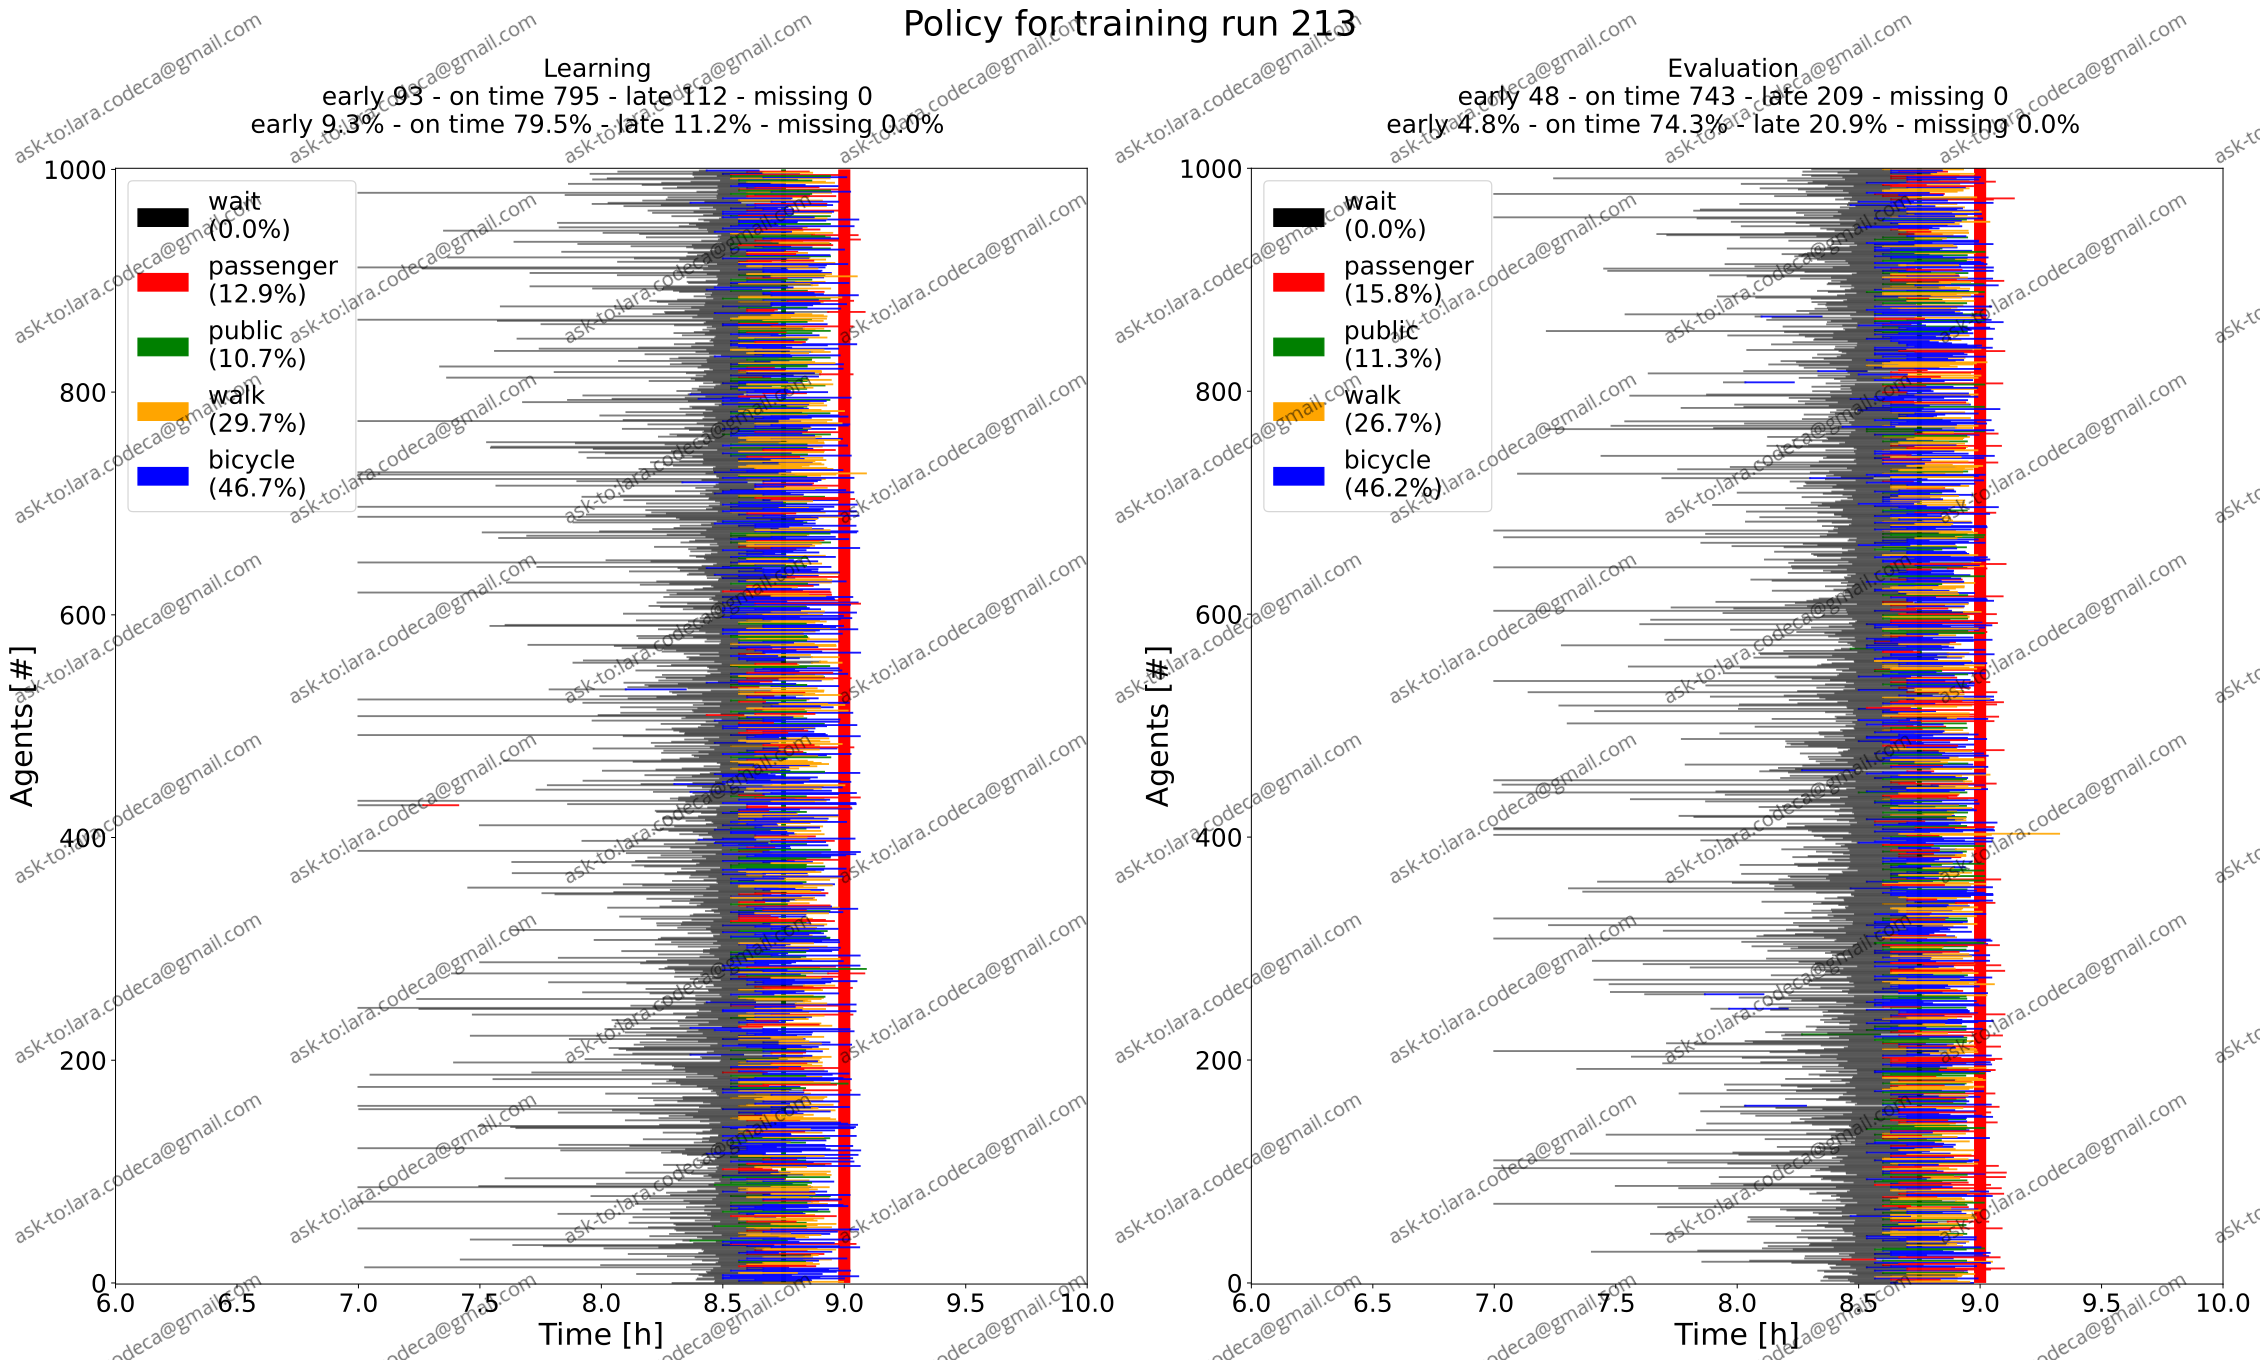 Policy for training run 213
Learning
early 93 - on time 795 - late 112 - missing 0
early 9.3% - on time 79.5% - late 11.2% - missing 0.0%
1000
800
600
400
200
0
Agents [#]
wait
(0.0%)
passenger
(12.9%)
public
(10.7%)
walk
(29.7%)
bicycle
(46.7%)
6.0 6.5 7.0 7.5 8.0 8.5 9.0 9.5 10.0
Time [h]
Evaluation
early 48 - on time 743 - late 209 - missing 0
early 4.8% - on time 74.3% - late 20.9% - missing 0.0%
1000
800
600
400
200
0
Agents [#]
wait
(0.0%)
passenger
(15.8%)
public
(11.3%)
walk
(26.7%)
bicycle
(46.2%)
6.0 6.5 7.0 7.5 8.0 8.5 9.0 9.5 10.0
Time [h]
ask-to:lara.codeca@gmail.com